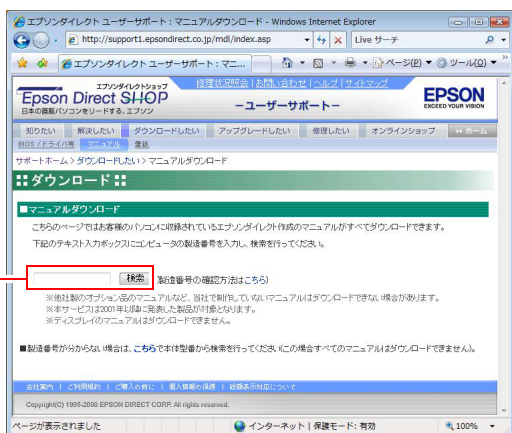 エプソンダイレクト ユーザーサポート : マニュアルダウンロード - Windows Internet Explorer
http://support1.epsondirect.co.jp/mdl/index.asp
Live サーチ
エプソンダイレクト ユーザーサポート : マニ...
ページ(P)
ツール(O)
エプソンダイレクトショップ
修理状況照会 | お問い合わせ | ヘルプ | サイトマップ
Epson Direct SHOP
－ユーザーサポート－
EPSON
日本の直販パソコンをリードする、エプソン
EXCEED YOUR VISION
知りたい 解決したい ダウンロードしたい アップグレードしたい 修理したい オンラインショップ ホーム
BIOS/ドライバ等 マニュアル 壁紙
サポートホーム > ダウンロードしたい > マニュアルダウンロード
ダウンロード
■マニュアルダウンロード
こちらのページではお客様のパソコンに収録されているエプソンダイレクト作成のマニュアルがすべてダウンロードできます。
下記のテキスト入力ボックスにコンピュータの製造番号を入力し、検索を行ってください。
検索 製造番号の確認方法はこちら)
※他社製のオプション品のマニュアルなど、当社で制作していないマニュアルはダウンロードできない場合があります。
※本サービスは2001年以降に発表した製品が対象となります。
※ディスプレイのマニュアルはダウンロードできません。
■製造番号が分からない場合は、こちらで本体型番から検索を行ってください(この場合すべてのマニュアルはダウンロードできません)。
会社案内 | ご利用規約 | ご購入の前に | 個人情報の保護 | 総額表示対応について
Copyright(C) 1995-2006 EPSON DIRECT CORP. All rights reserved.
ページが表示されました
インターネット | 保護モード: 有効
100%